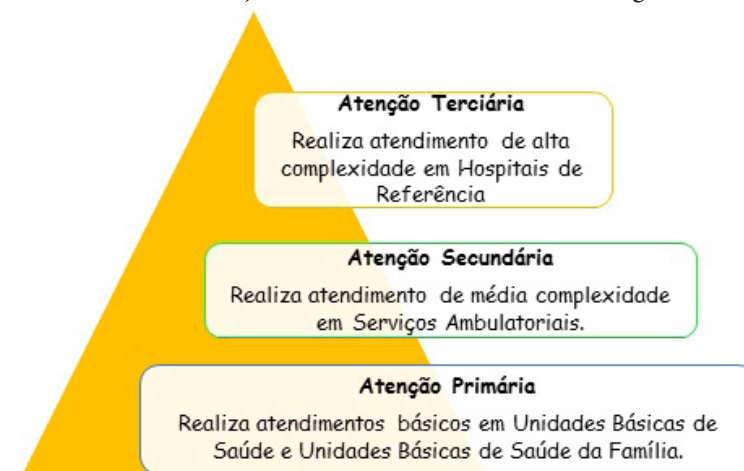 Atenção Terciária
Realiza atendimento de alta
complexidade em Hospitais de
Referência
Atenção Secundária
Realiza atendimento de média complexidade
em Serviços Ambulatoriais.
Atenção Primária
Realiza atendimentos básicos em Unidades Básicas de
Saúde e Unidades Básicas de Saúde da Família.